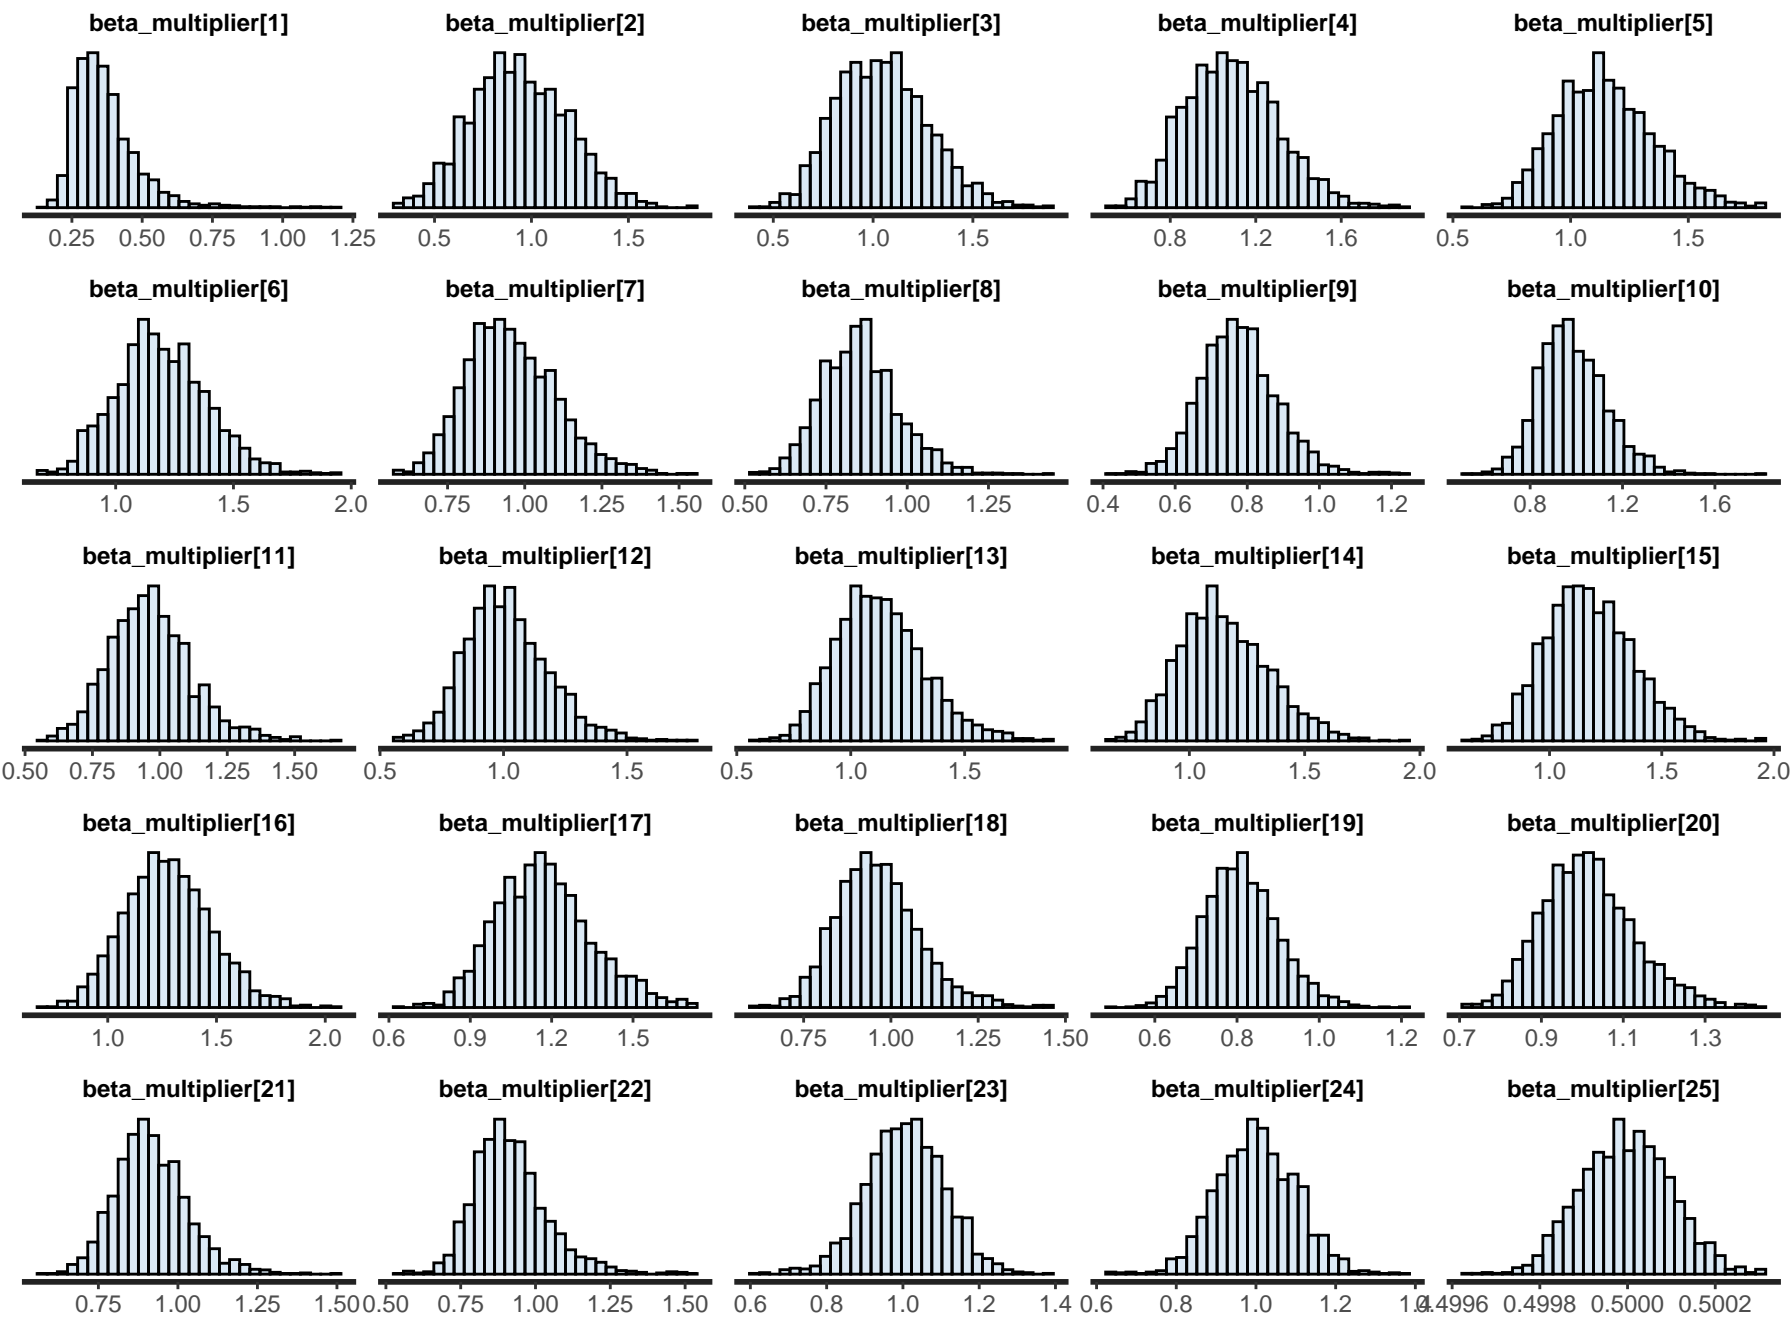 beta_multiplier[1] beta_multiplier[2] beta_multiplier[3] beta_multiplier[4] beta_multiplier[5]
0.25 0.50 0.75 1.00 1.25 0.5 1.0 1.5 0.5 1.0 1.5 0.8 1.2 1.6 0.5 1.0 1.5
beta_multiplier[6] beta_multiplier[7] beta_multiplier[8] beta_multiplier[9] beta_multiplier[10]
1.0 1.5 2.0 0.75 1.00 1.25 1.50 0.50 0.75 1.00 1.25 0.4 0.6 0.8 1.0 1.2 0.8 1.2 1.6
beta_multiplier[11] beta_multiplier[12] beta_multiplier[13] beta_multiplier[14] beta_multiplier[15]
0.50 0.75 1.00 1.25 1.50 0.5 1.0 1.5 0.5 1.0 1.5 1.0 1.5 2.0 1.0 1.5 2.0
beta_multiplier[16] beta_multiplier[17] beta_multiplier[18] beta_multiplier[19] beta_multiplier[20]
1.0 1.5 2.0 0.6 0.9 1.2 1.5 0.75 1.00 1.25 1.50 0.6 0.8 1.0 1.2 0.7 0.9 1.1 1.3
beta_multiplier[21] beta_multiplier[22] beta_multiplier[23] beta_multiplier[24] beta_multiplier[25]
0.75 1.00 1.25 1.50 0.50 0.75 1.00 1.25 1.50 0.6 0.8 1.0 1.2 1.4 0.6 0.8 1.0 1.2 1.4 0.4996 0.4998 0.5000 0.5002